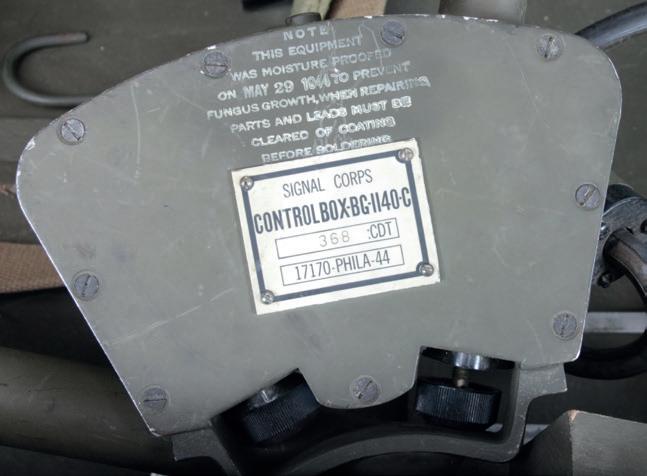 NOTE
THIS EQUIPMENT
WAS MOISTURE PROOFED
ON MAY 29 1944 TO PREVENT
FUNGUS GROWTH, WHEN REPAIRING
PARTS AND LEADS MUST BE
CLEARED OF COATING
BEFORE SOLDERING
SIGNAL CORPS
CONTROL BOX·BG·1140·C
368 :CDT
17170-PHILA-44